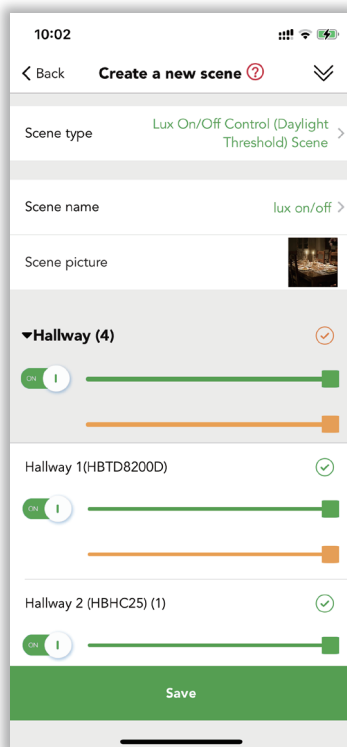 10:02
Back Create a new scene ?
Scene type Lux On/Off Control (Daylight
Threshold) Scene
Scene name lux on/off
Scene picture
Hallway (4)
ON
Hallway 1(HBTD8200D)
ON
Hallway 2 (HBHC25) (1)
ON
Save